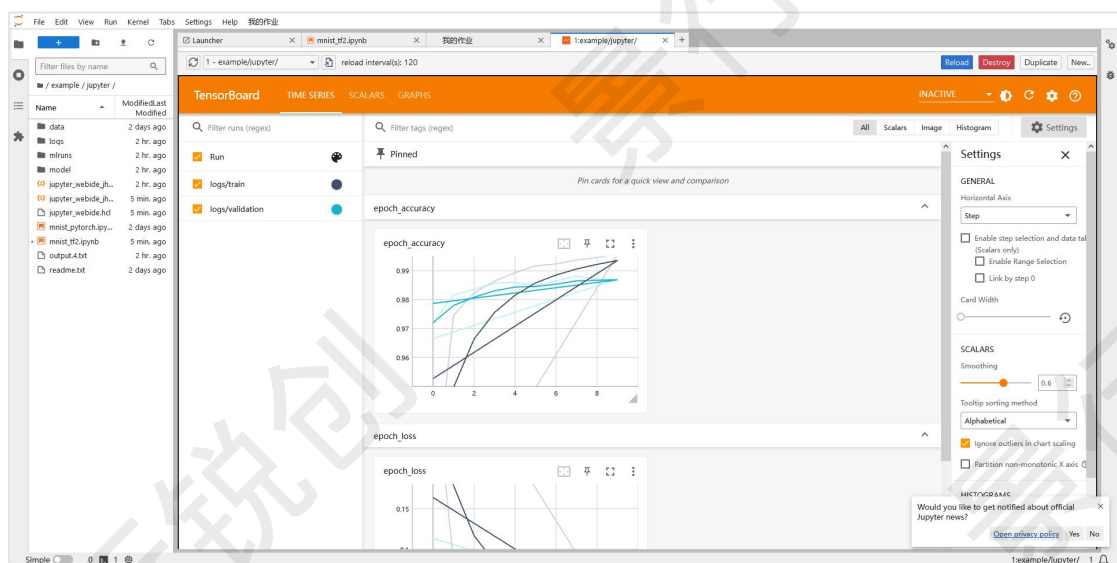 File Edit View Run Kernel Tabs Settings Help 我的作业
Launcher × mnist_tf2.ipynb × 我的作业 × 1:example/jupyter/ × +
+
Filter files by name
/ example / jupyter /
Name Modified Last Modified
data 2 days ago
logs 2 hr. ago
mlruns 2 hr. ago
model 2 hr. ago
jupyter_webide_jh... 2 hr. ago
jupyter_webide_jh... 5 min. ago
jupyter_webide.hcl 5 min. ago
mnist_pytorch.ipy... 2 days ago
mnist_tf2.ipynb 5 min. ago
output.4.txt 2 hr. ago
readme.txt 2 days ago
1 - example/jupyter/ reload interval(s): 120 Reload Destroy Duplicate New..
TensorBoard TIME SERIES SCALARS GRAPHS INACTIVE
Filter runs (regex)
Run
logs/train
logs/validation
Filter tags (regex) All Scalars Image Histogram Settings
Pinned
Pin cards for a quick view and comparison
epoch_accuracy
epoch_accuracy
0.99
0.98
0.97
0.96
0 2 4 6 8
epoch_loss
epoch_loss
0.15
Settings ×
GENERAL
Horizontal Axis
Step
Enable step selection and data tal
(Scalars only)
Enable Range Selection
Link by step 0
Card Width
SCALARS
Smoothing
0.6
Tooltip sorting method
Alphabetical
Ignore outliers in chart scaling
Partition non-monotonic X axis
HISTOGRAMS
Would you like to get notified about official ×
Jupyter news?
Open privacy policy Yes No
Simple 0 1 1:example/jupyter/ 1
景行
锐创
景行